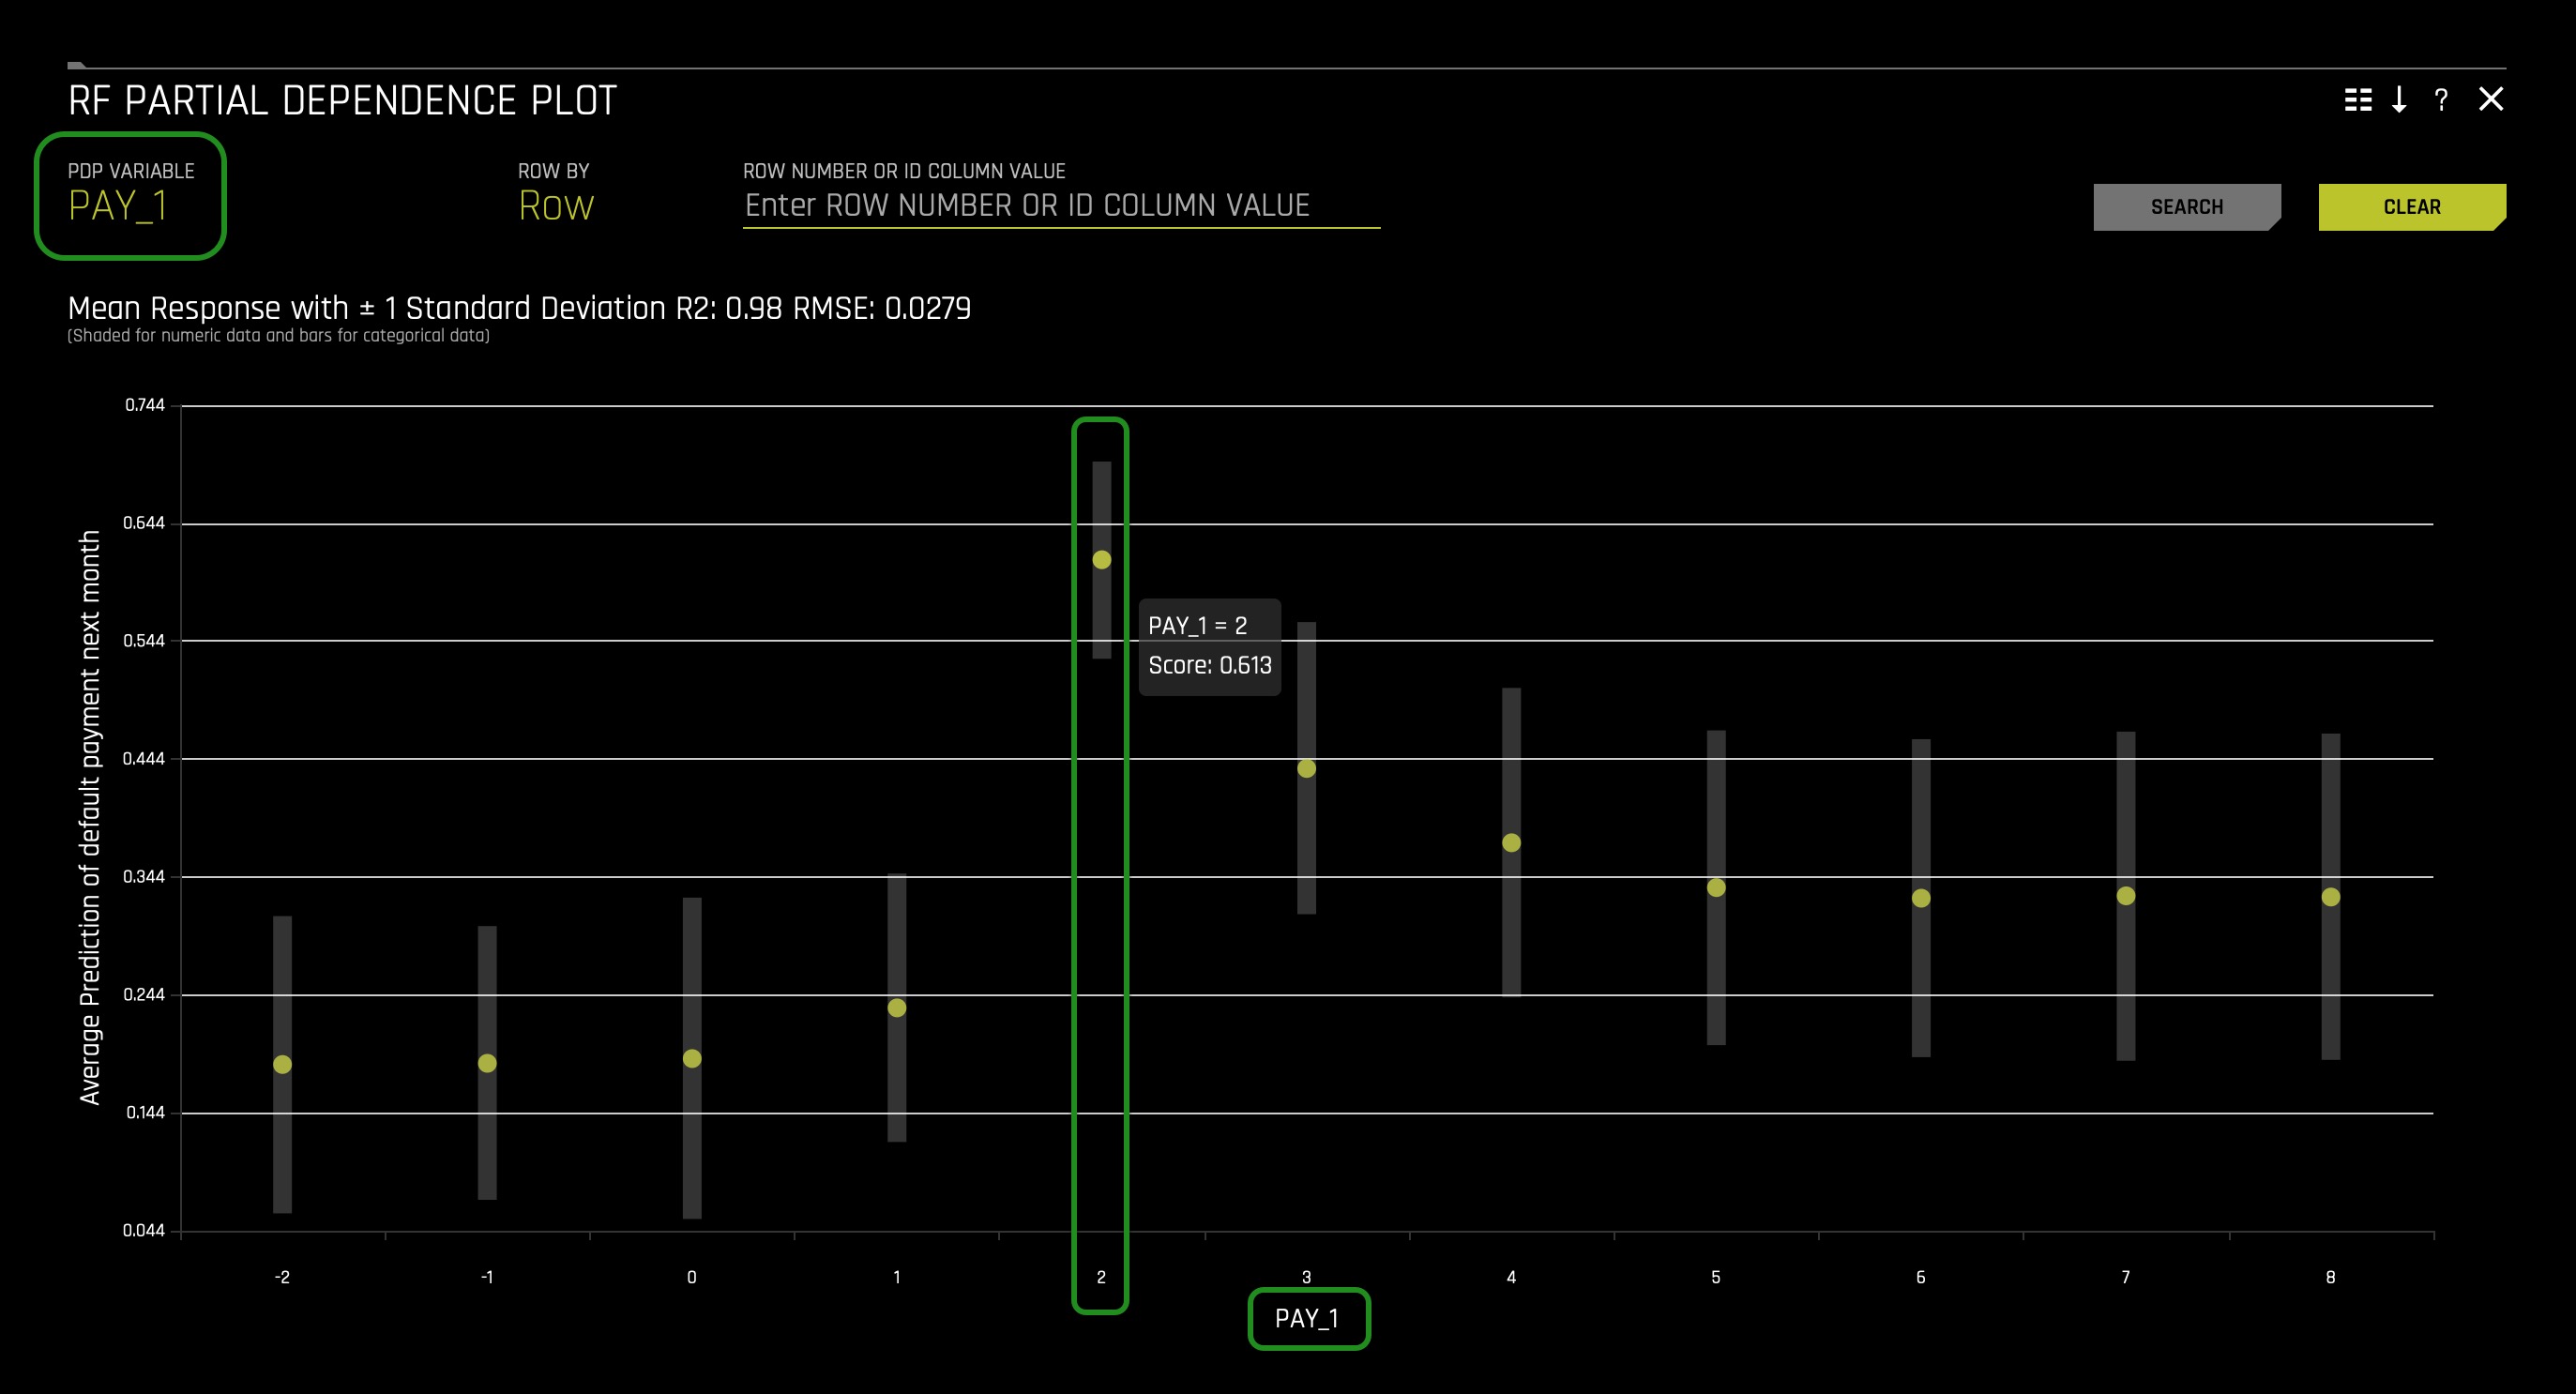 RF PARTIAL DEPENDENCE PLOT
?
PDP VARIABLE
PAY_1
ROW BY
Row
ROW NUMBER OR ID COLUMN VALUE
Enter ROW NUMBER OR ID COLUMN VALUE
SEARCH
CLEAR
Mean Response with ± 1 Standard Deviation R2: 0.98 RMSE: 0.0279
(Shaded for numeric data and bars for categorical data)
Average Prediction of default payment next month
0.744
0.644
0.544
0.444
0.344
0.244
0.144
0.044
PAY_1 = 2
Score: 0.613
-2 -1 0 1 2 3 4 5 6 7 8
PAY_1